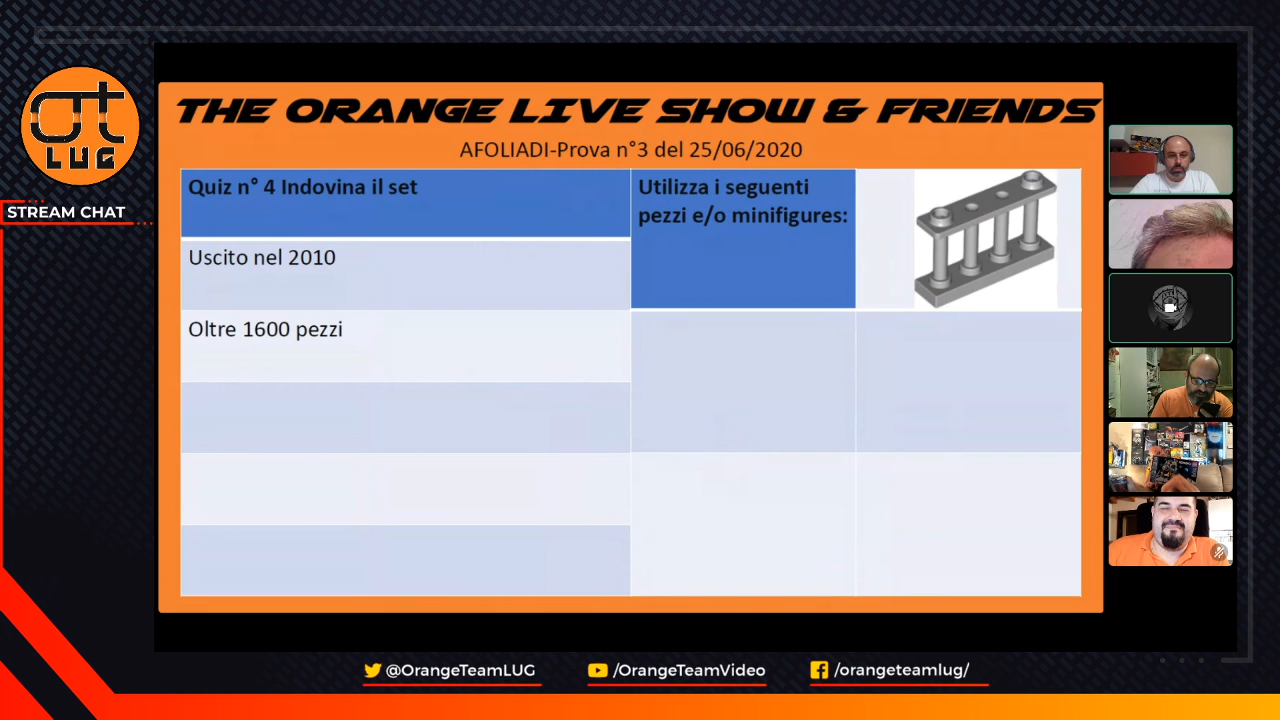 THE ORANGE LIVE SHOW & FRIENDS
AFOLIADI-Prova n°3 del 25/06/2020
Quiz n° 4 Indovina il set
Utilizza i seguenti
pezzi e/o minifigures:
Uscito nel 2010
Oltre 1600 pezzi
ot
LUG
STREAM CHAT
@OrangeTeamLUG
/OrangeTeamVideo
/orangeteamlug/